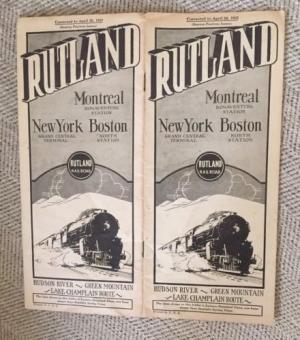 RUTLAND
Montreal
BONAVENTURE
STATION
New York Boston
GRAND CENTRAL
TERMINAL
NORTH
STATION
RUTLAND
RAILROAD
HUDSON RIVER GREEN MOUNTAIN
LAKE CHAMPLAIN ROUTE
RUTLAND
Montreal
BONAVENTURE
STATION
New York Boston
GRAND CENTRAL
TERMINAL
NORTH
STATION
RUTLAND
RAILROAD
HUDSON RIVER GREEN MOUNTAIN
LAKE CHAMPLAIN ROUTE